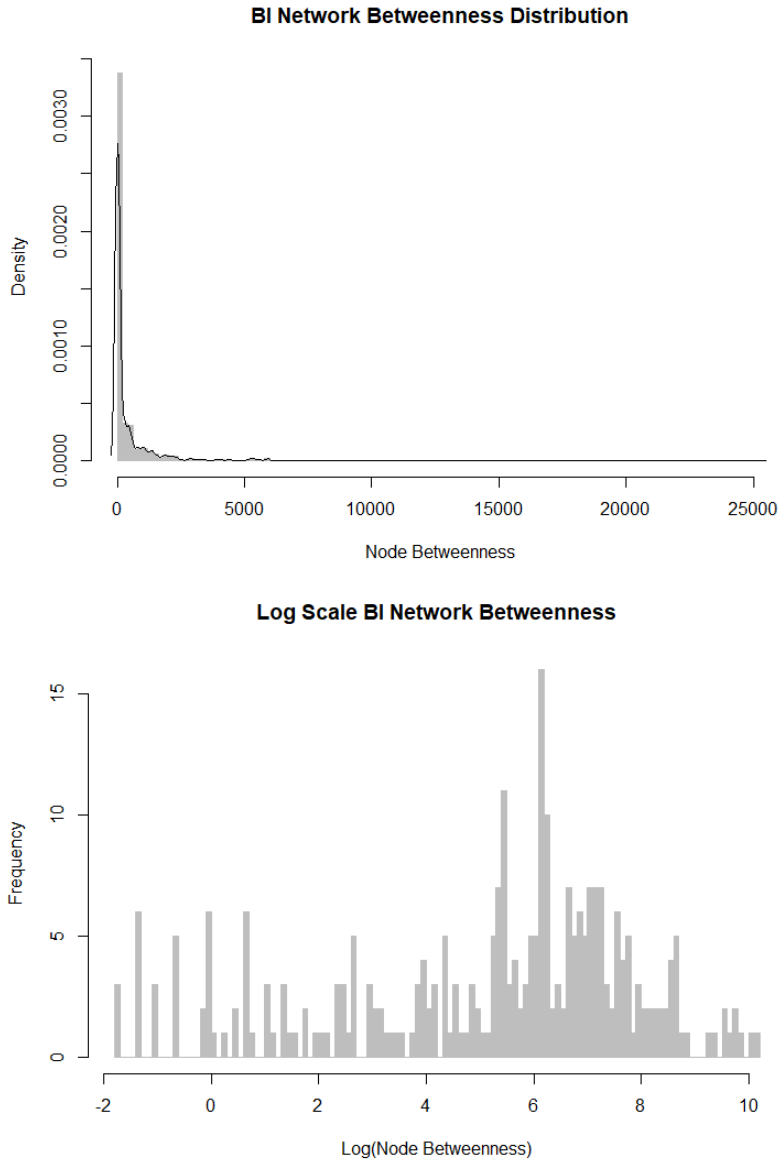 BI Network Betweenness Distribution
0.0030
0.0020
0.0010
0.0000
Density
0 5000 10000 15000 20000 25000
Node Betweenness
Log Scale BI Network Betweenness
15
10
5
0
Frequency
-2 0 2 4 6 8 10
Log(Node Betweenness)